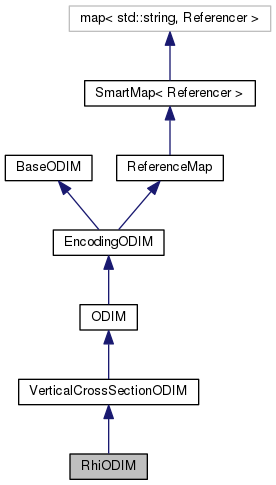 map< std::string, Referencer >
SmartMap< Referencer >
BaseODIM
ReferenceMap
EncodingODIM
ODIM
VerticalCrossSectionODIM
RhiODIM